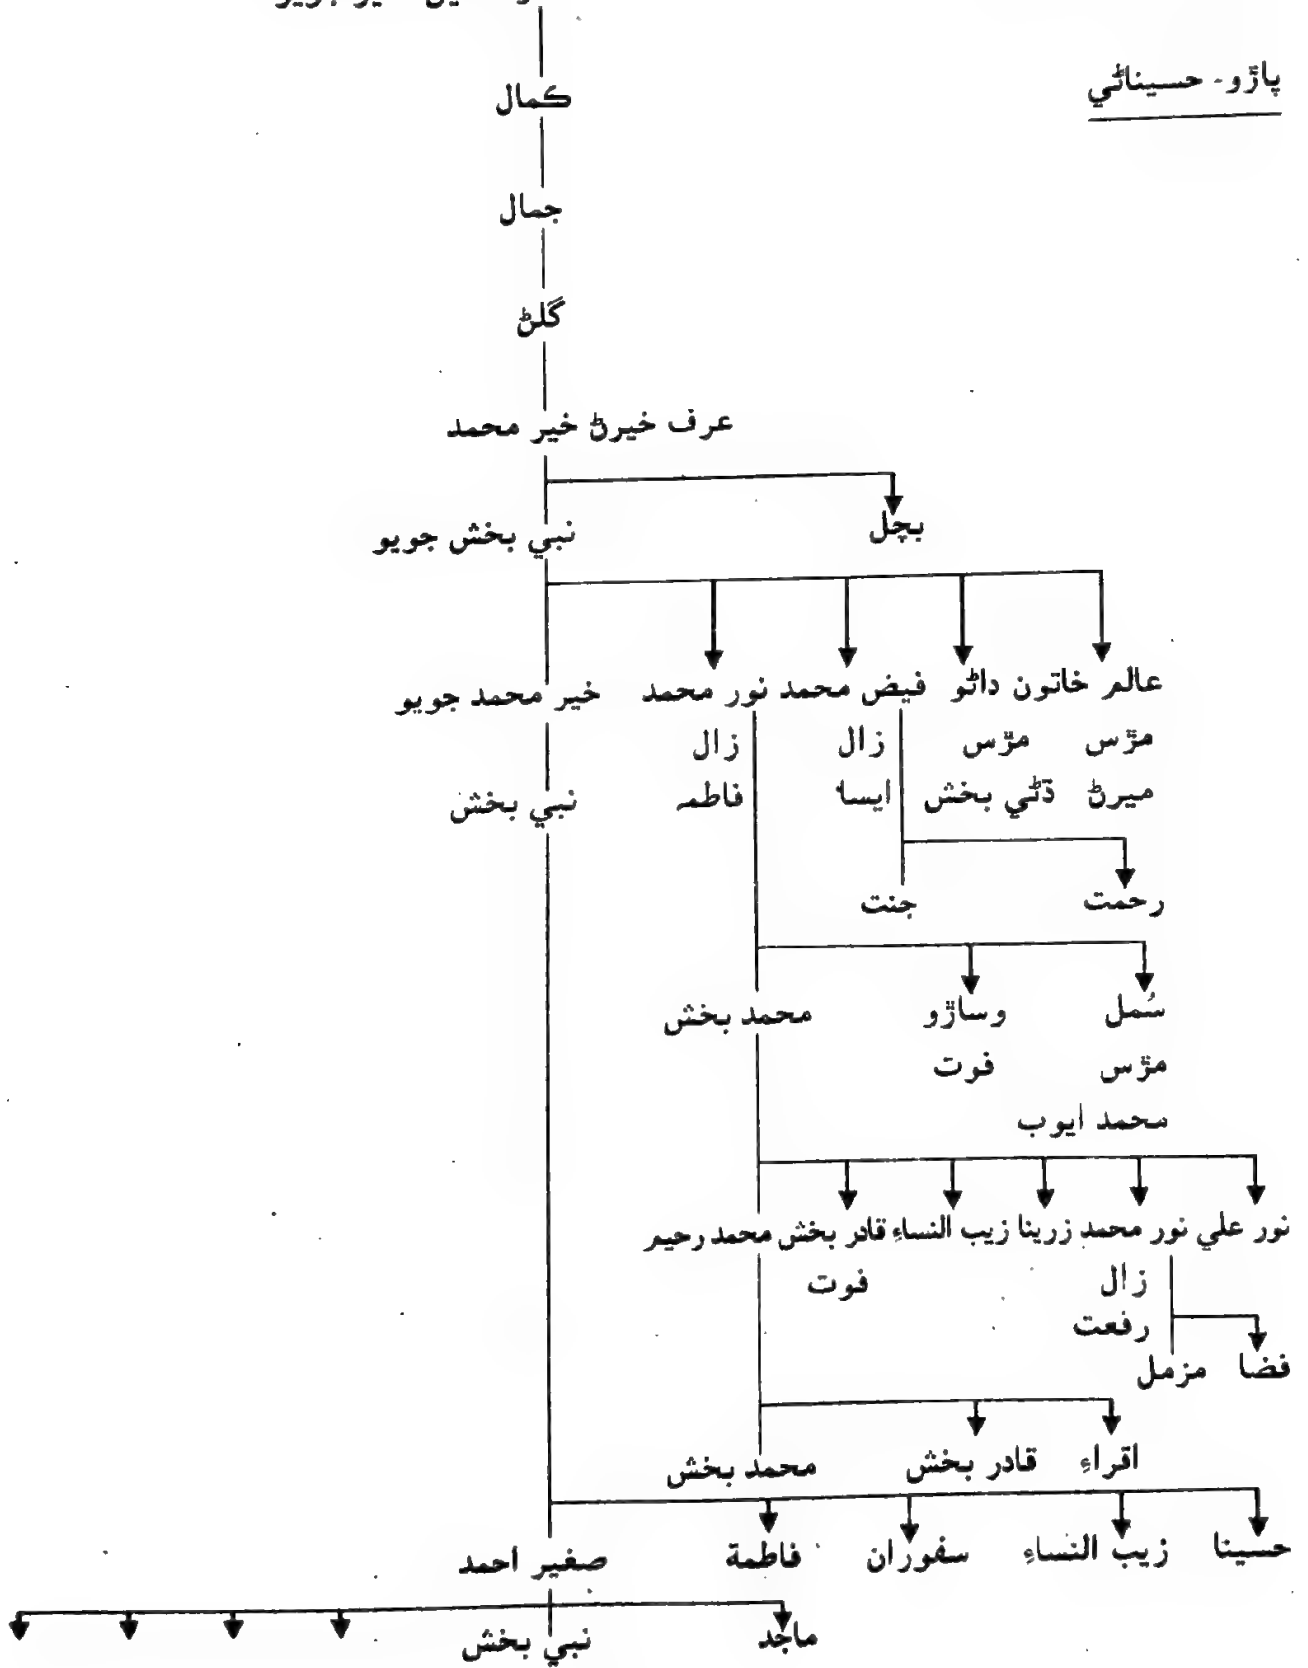 پاڙو- حسيناڻي
ڪمال
جمال
گلڻ
عرف خيرڻ خير محمد
بچل
نبي بخش جويو
عالم خاتون داڻو فيض محمد نور محمد خير محمد جويو
مڙس مڙس زال زال
ميرڻ ڌڻي بخش ايسا فاطمہ نبي بخش
رحمت جنت
سُمل وساڙو محمد بخش
مڙس فوت
محمد ايوب
نور علي نور محمد زرينا زيب النساءِ قادر بخش محمد رحيم
زال فوت
رفعت
فضا مزمل
اقراءِ قادر بخش محمد بخش
حسينا زيب النساءِ سفوران فاطمة صغير احمد
ماجد نبي بخش